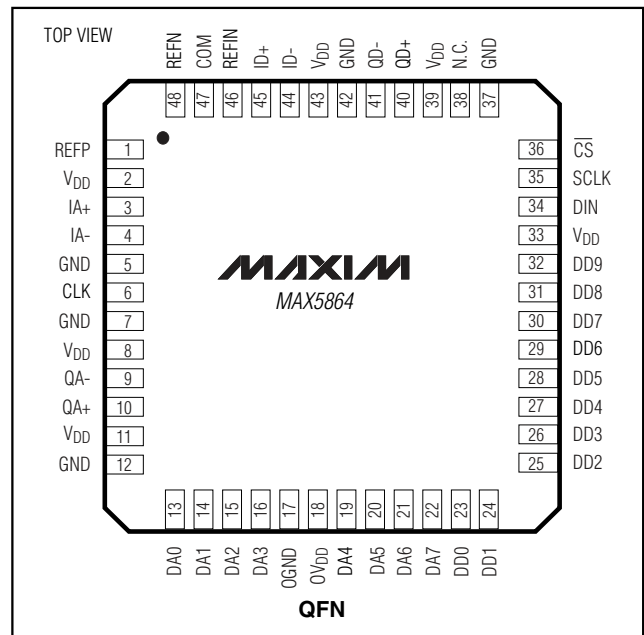 TOP VIEW
REFN
COM
REFIN
ID+
ID-
VDD
GND
QD-
QD+
VDD
N.C.
GND
48
47
46
45
44
43
42
41
40
39
38
37
REFP 1
VDD 2
IA+ 3
IA- 4
GND 5
CLK 6
GND 7
VDD 8
QA- 9
QA+ 10
VDD 11
GND 12
MAXIM
MAX5864
36 CS
35 SCLK
34 DIN
33 VDD
32 DD9
31 DD8
30 DD7
29 DD6
28 DD5
27 DD4
26 DD3
25 DD2
13
14
15
16
17
18
19
20
21
22
23
24
DA0
DA1
DA2
DA3
OGND
OVDD
DA4
DA5
DA6
DA7
DD0
DD1
QFN